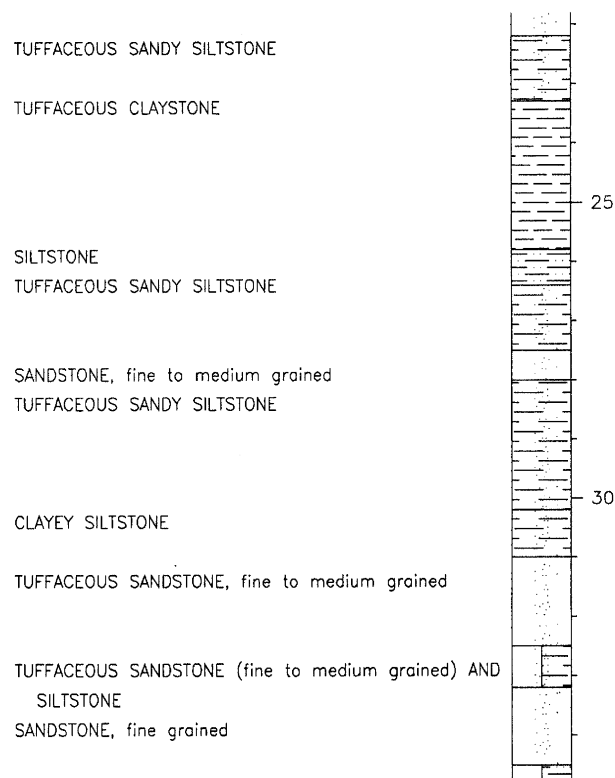 TUFFACEOUS SANDY SILTSTONE
TUFFACEOUS CLAYSTONE
25
SILTSTONE
TUFFACEOUS SANDY SILTSTONE
SANDSTONE, fine to medium grained
TUFFACEOUS SANDY SILTSTONE
30
CLAYEY SILTSTONE
TUFFACEOUS SANDSTONE, fine to medium grained
TUFFACEOUS SANDSTONE (fine to medium grained) AND
SILTSTONE
SANDSTONE, fine grained